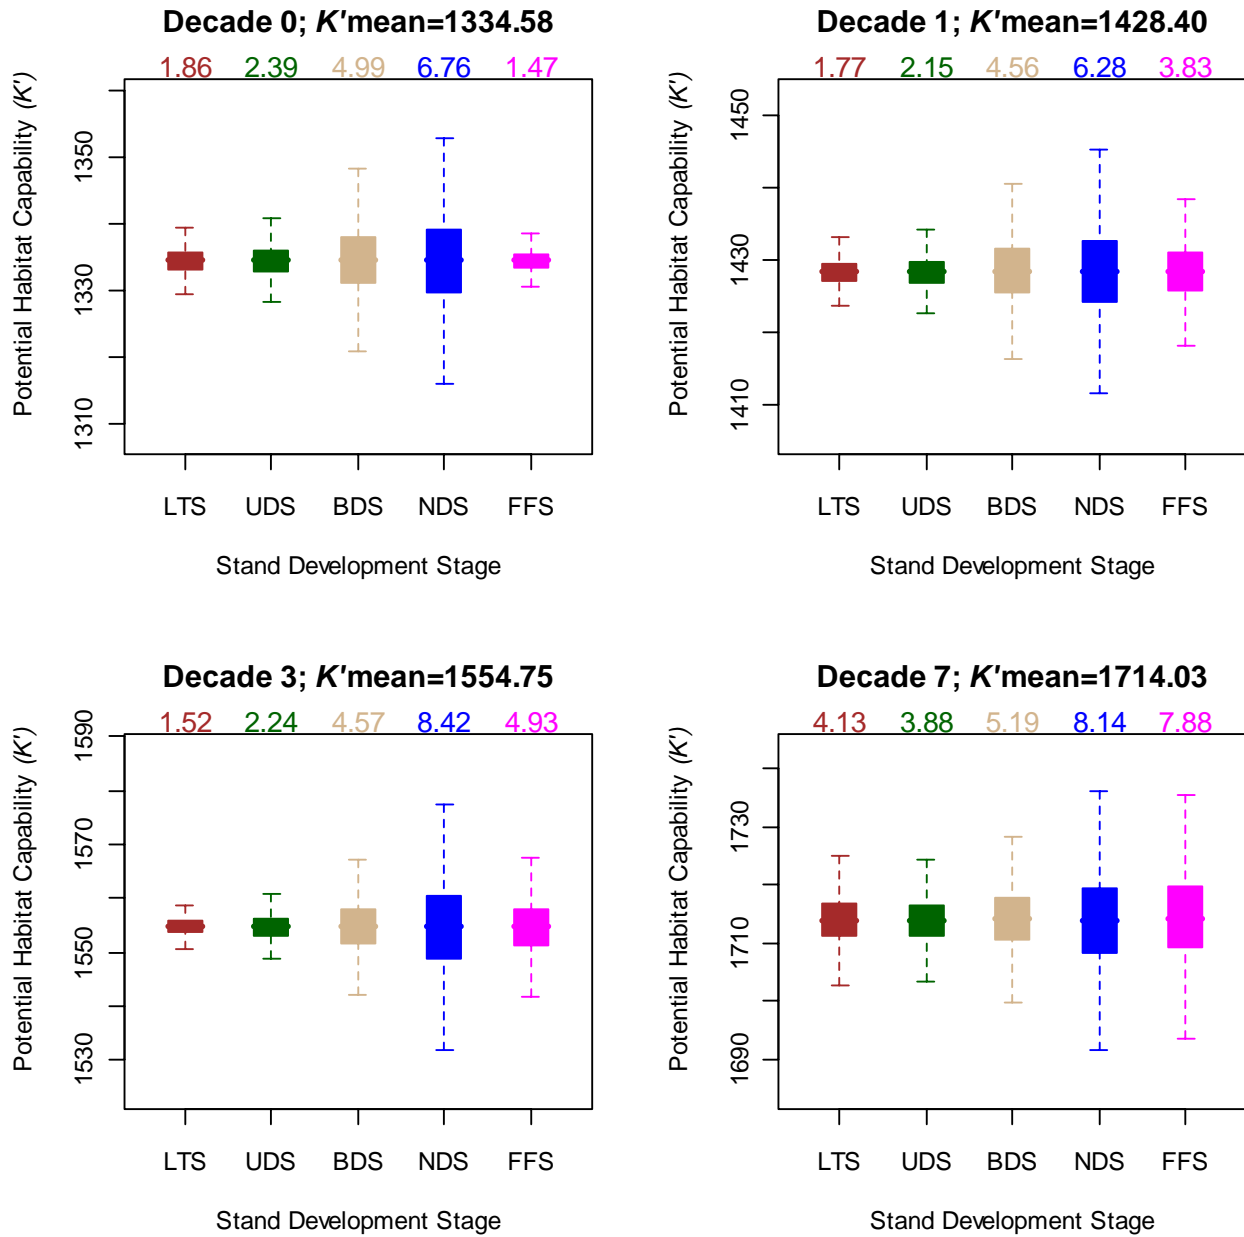 Decade 0; K'mean=1334.58
1.86 2.39 4.99 6.76 1.47
Potential Habitat Capability (K')
1350
1330
1310
LTS UDS BDS NDS FFS
Stand Development Stage
Decade 1; K'mean=1428.40
1.77 2.15 4.56 6.28 3.83
Potential Habitat Capability (K')
1450
1430
1410
LTS UDS BDS NDS FFS
Stand Development Stage
Decade 3; K'mean=1554.75
1.52 2.24 4.57 8.42 4.93
Potential Habitat Capability (K')
1590
1570
1550
1530
LTS UDS BDS NDS FFS
Stand Development Stage
Decade 7; K'mean=1714.03
4.13 3.88 5.19 8.14 7.88
Potential Habitat Capability (K')
1730
1710
1690
LTS UDS BDS NDS FFS
Stand Development Stage